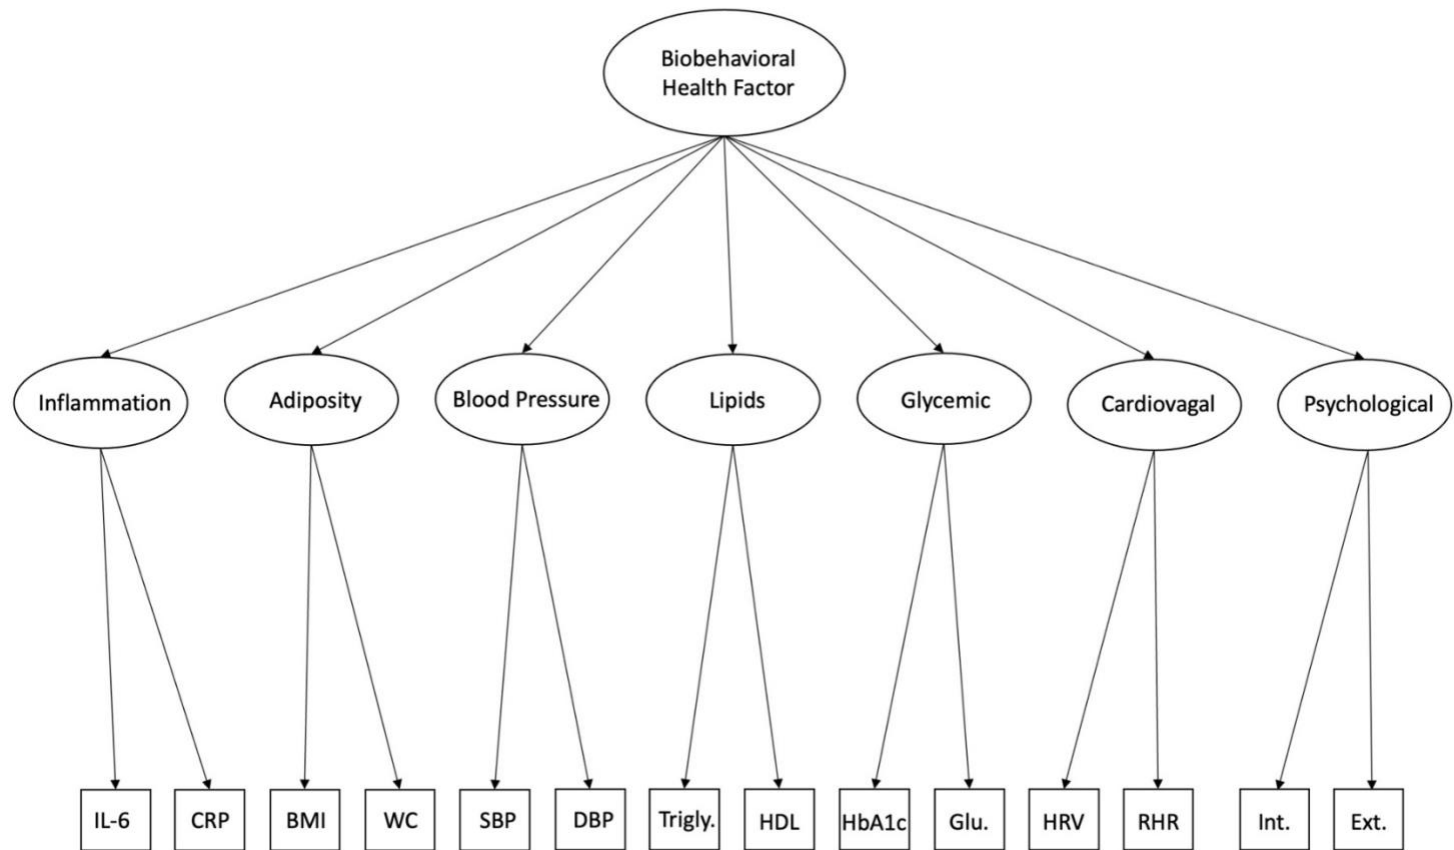 Biobehavioral
Health Factor
Inflammation
Adiposity
Blood Pressure
Lipids
Glycemic
Cardiovagal
Psychological
IL-6
CRP
BMI
WC
SBP
DBP
Trigly.
HDL
HbA1c
Glu.
HRV
RHR
Int.
Ext.